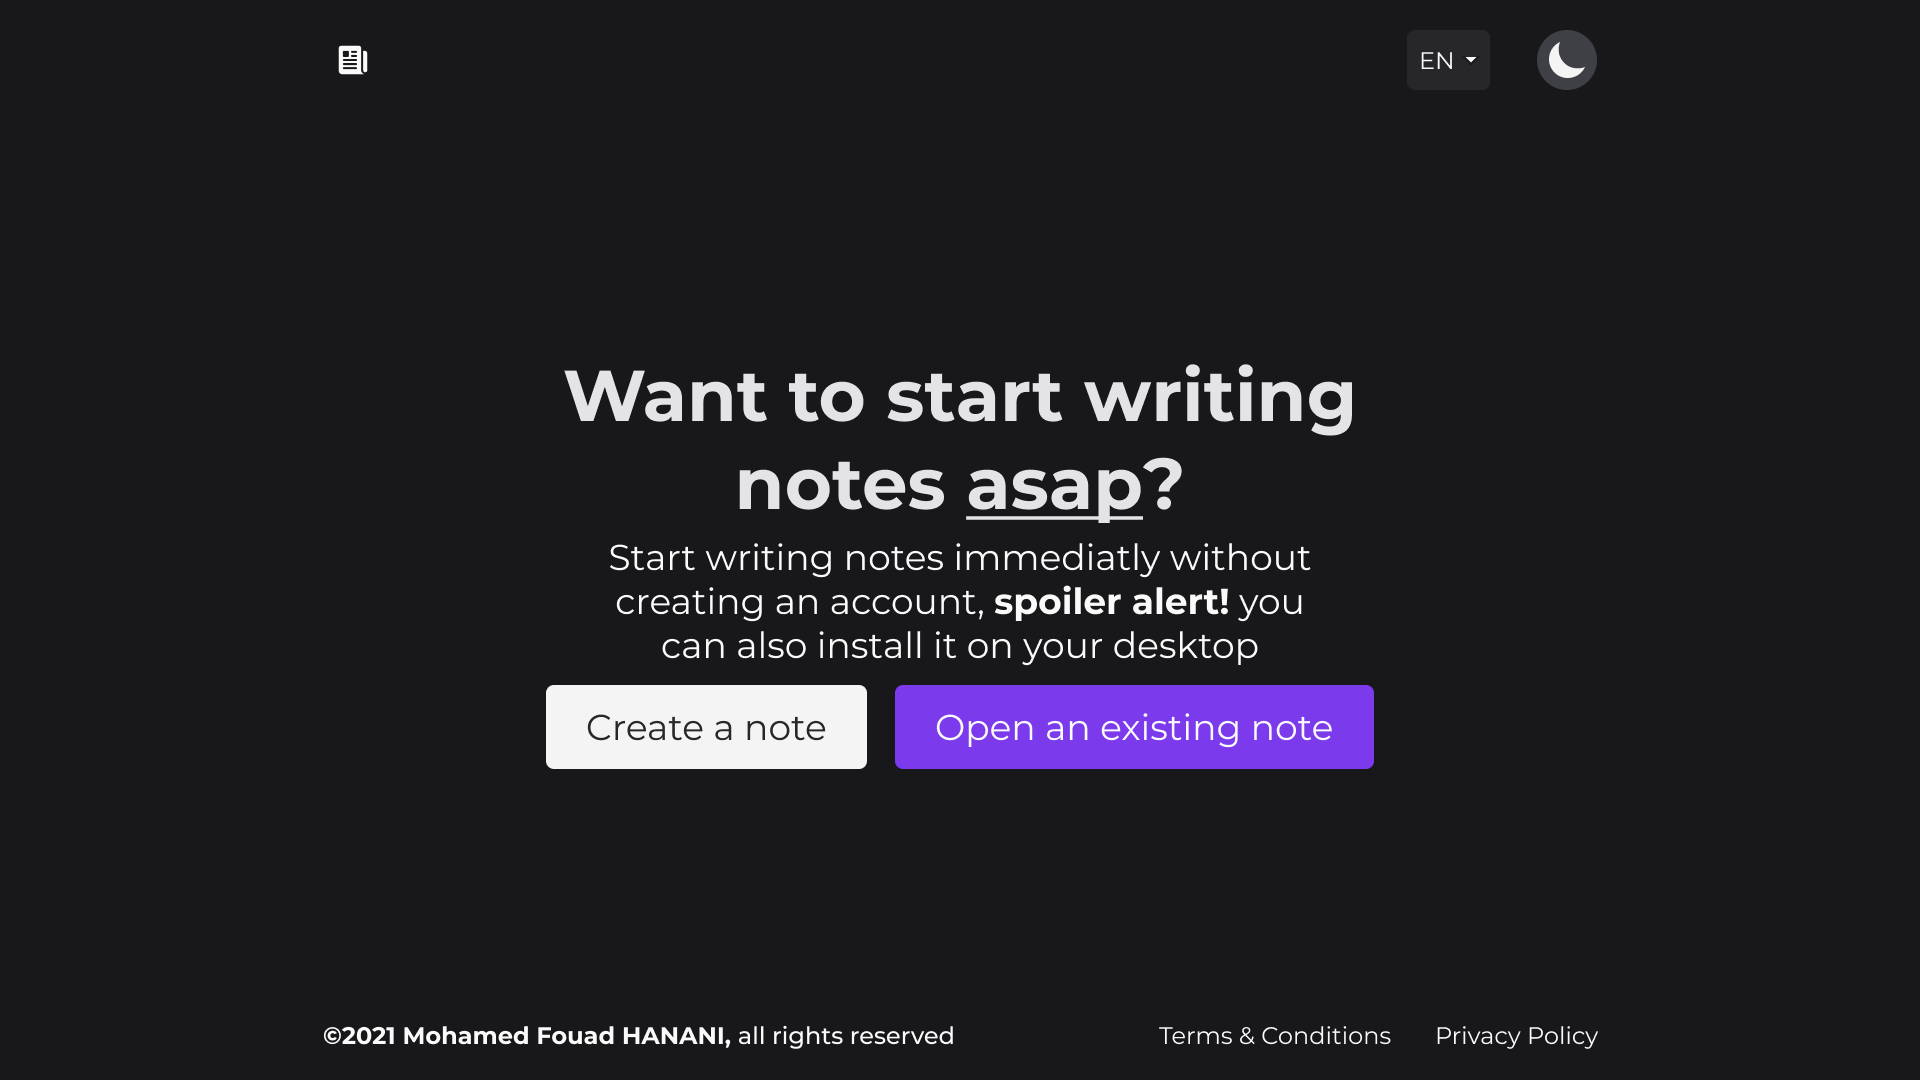 EN
Want to start writing
notes asap?
Start writing notes immediatly without
creating an account, spoiler alert! you
can also install it on your desktop
Create a note
Open an existing note
©2021 Mohamed Fouad HANANI, all rights reserved
Terms & Conditions
Privacy Policy